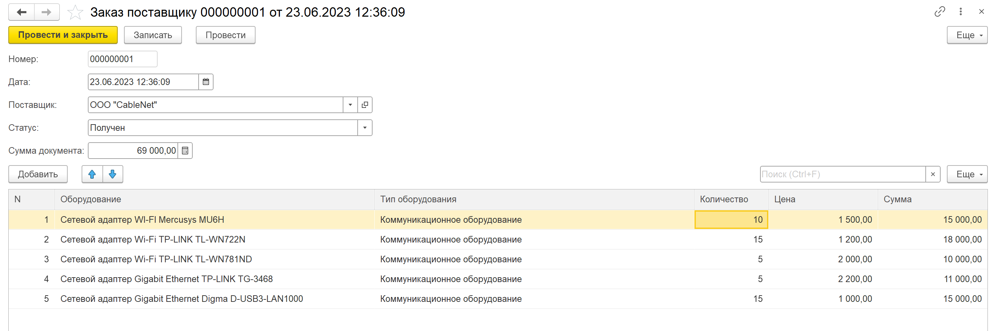 Заказ поставщику 000000001 от 23.06.2023 12:36:09
Провести и закрыть Записать Провести Еще
Номер: 000000001
Дата: 23.06.2023 12:36:09
Поставщик: ООО "CableNet"
Статус: Получен
Сумма документа: 69 000,00
Добавить Поиск (Ctrl+F) Еще
N Оборудование Тип оборудования Количество Цена Сумма
1 Сетевой адаптер WI-FI Mercusys MU6H Коммуникационное оборудование 10 1 500,00 15 000,00
2 Сетевой адаптер Wi-Fi TP-LINK TL-WN722N Коммуникационное оборудование 15 1 200,00 18 000,00
3 Сетевой адаптер Wi-Fi TP-LINK TL-WN781ND Коммуникационное оборудование 5 2 000,00 10 000,00
4 Сетевой адаптер Gigabit Ethernet TP-LINK TG-3468 Коммуникационное оборудование 5 2 200,00 11 000,00
5 Сетевой адаптер Gigabit Ethernet Digma D-USB3-LAN1000 Коммуникационное оборудование 15 1 000,00 15 000,00